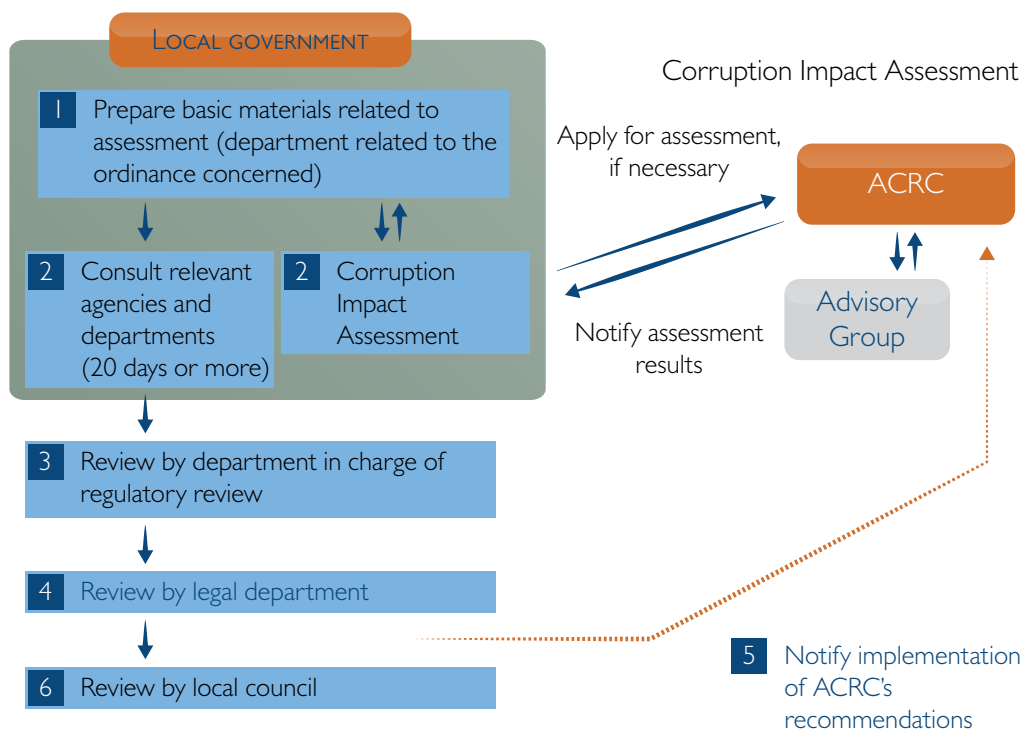 LOCAL GOVERNMENT
Corruption Impact Assessment
1 Prepare basic materials related to
assessment (department related to the
ordinance concerned)
Apply for assessment,
if necessary
ACRC
2 Consult relevant
agencies and
departments
(20 days or more)
2 Corruption
Impact
Assessment
Advisory
Group
Notify assessment
results
3 Review by department in charge of
regulatory review
4 Review by legal department
5 Notify implementation
of ACRC's
recommendations
6 Review by local council